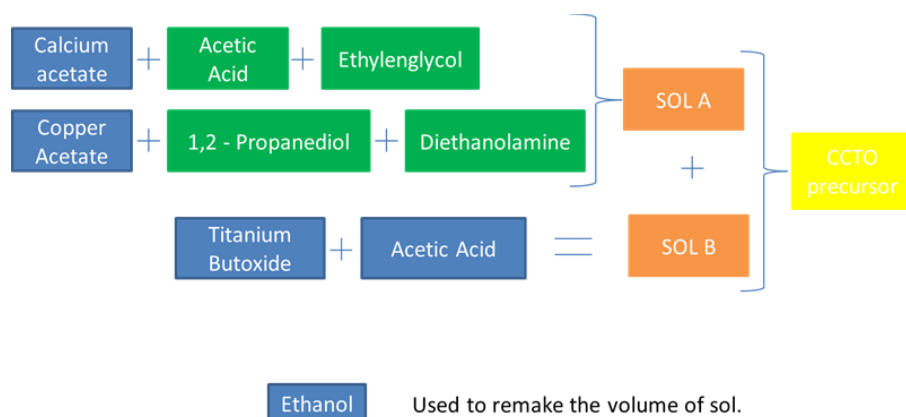 Calcium
acetate
+
Acetic
Acid
+
Ethylenglycol
Copper
Acetate
+
1,2 - Propanediol
+
Diethanolamine
SOL A
+
CCTO
precursor
Titanium
Butoxide
+
Acetic Acid
=
SOL B
Ethanol
Used to remake the volume of sol.